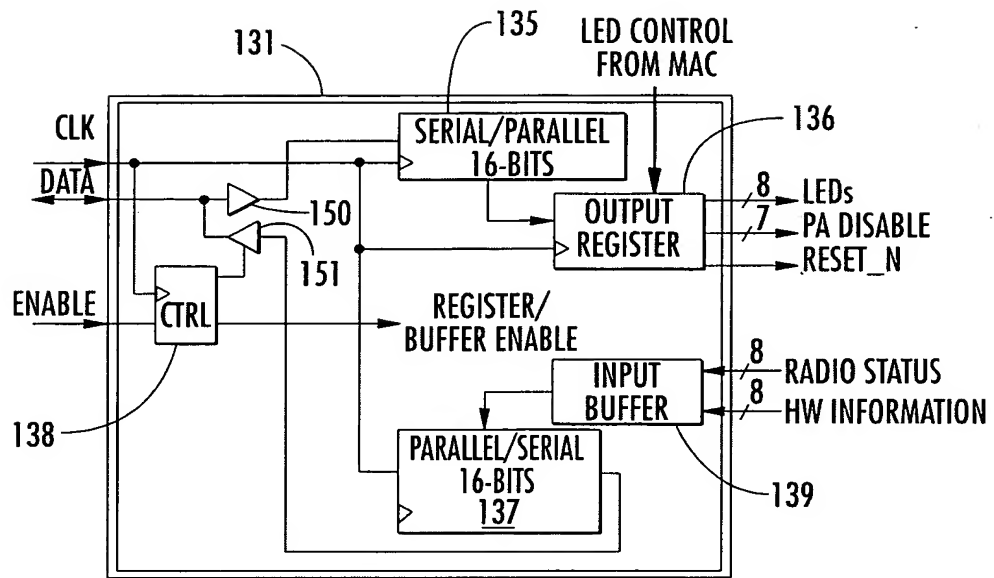 131
135
LED CONTROL
FROM MAC
136
CLK
DATA
SERIAL/PARALLEL
16-BITS
150
151
OUTPUT
REGISTER
8 LEDs
7 PA DISABLE
RESET_N
ENABLE
CTRL
REGISTER/
BUFFER ENABLE
138
INPUT
BUFFER
8 RADIO STATUS
8 HW INFORMATION
PARALLEL/SERIAL
16-BITS
137
139